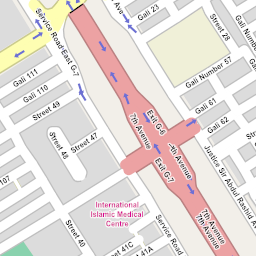 Service Road East G-7
Ave
Gali 23
Street 28
Gali Number 57
Gali 111
Gali 110
Street 49
Street 47
Street 48
Exit G-6
7th Avenue
Gali 61
Gali 62
7th Avenue
Exit G-7
Justice Sir Abdul Rashid A
International
Islamic Medical
Centre
107
Street 40
Street 41C
41A
Service Road
7th Avenue
7th Avenue